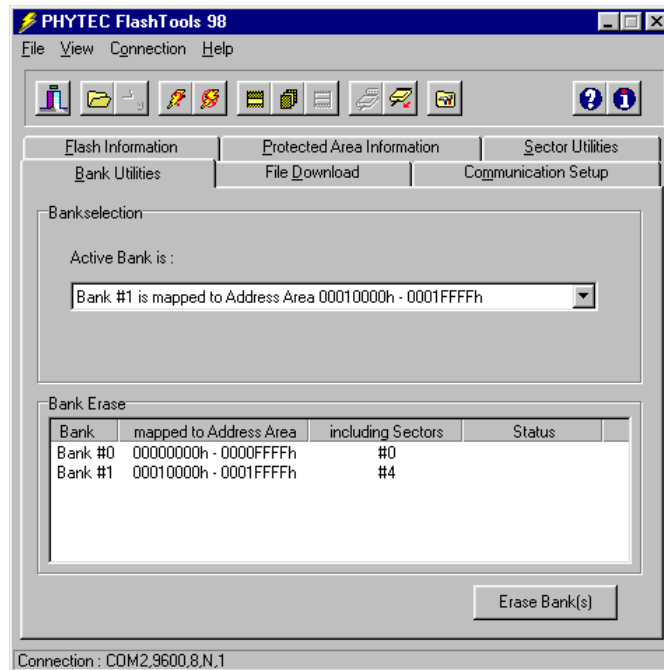 PHYTEC FlashTools 98
File View Connection Help
Flash Information Protected Area Information Sector Utilities
Bank Utilities File Download Communication Setup
Bankselection
Active Bank is :
Bank #1 is mapped to Address Area 00010000h - 0001FFFFh
Bank Erase
Bank mapped to Address Area including Sectors Status
Bank #0 00000000h - 0000FFFFh #0
Bank #1 00010000h - 0001FFFFh #4
Erase Bank(s)
Connection : COM2,9600,8,N,1